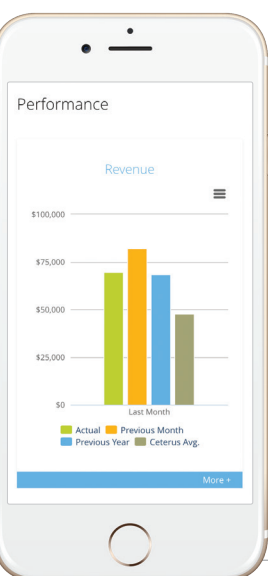 Performance
Revenue
$100,000
$75,000
$50,000
$25,000
$0
Last Month
Actual Previous Month
Previous Year Ceterus Avg.
More +